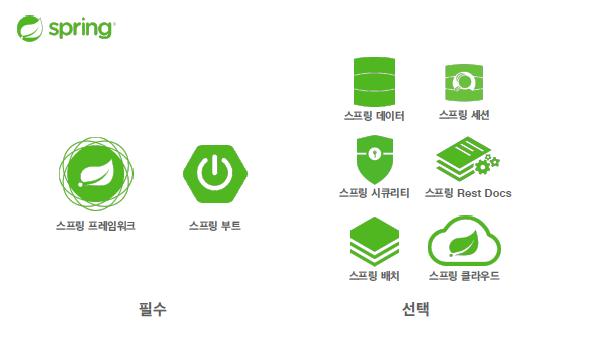 spring
스프링 데이터
스프링 세션
스프링 시큐리티
스프링 Rest Docs
스프링 프레임워크
스프링 부트
스프링 배치
스프링 클라우드
필수
선택